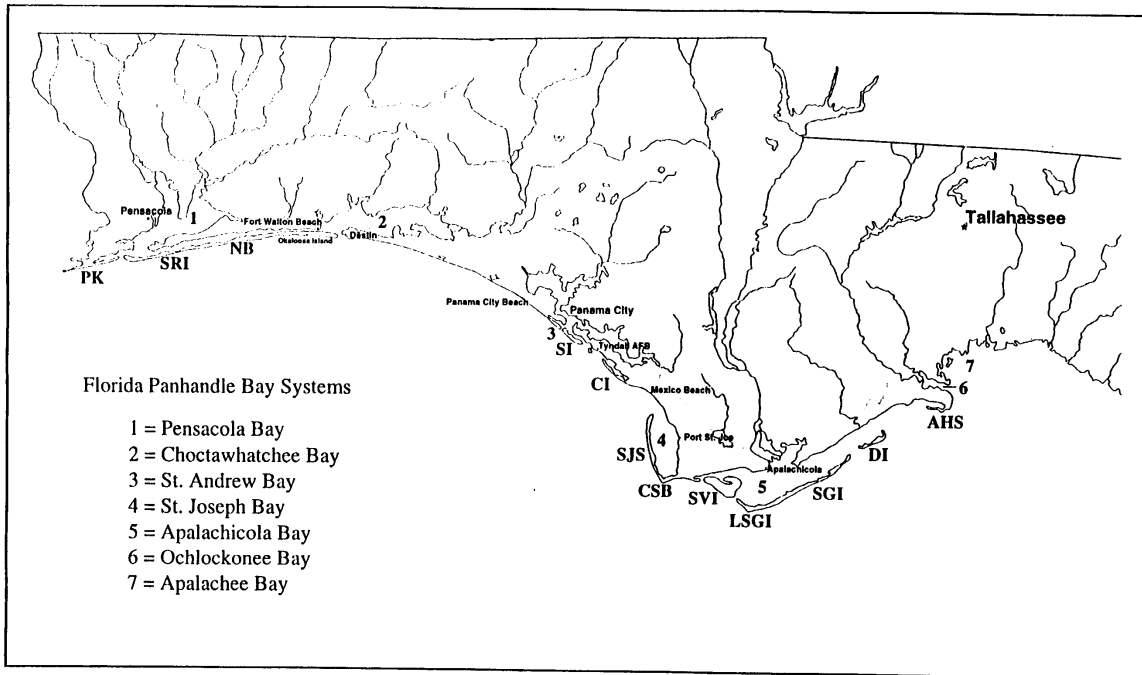 Pensacola
1
Fort Walton Beach
2
Destin
Okaloosa Island
NB
SRI
PK
Tallahassee
Panama City Beach
Panama City
3
SI
Tyndall AFB
CI
Mexico Beach
7
6
AHS
Port St. Joe
4
SJS
DI
Apalachicola
CSB
SVI
5
SGI
LSGI
Florida Panhandle Bay Systems
1 = Pensacola Bay
2 = Choctawhatchee Bay
3 = St. Andrew Bay
4 = St. Joseph Bay
5 = Apalachicola Bay
6 = Ochlockonee Bay
7 = Apalachee Bay